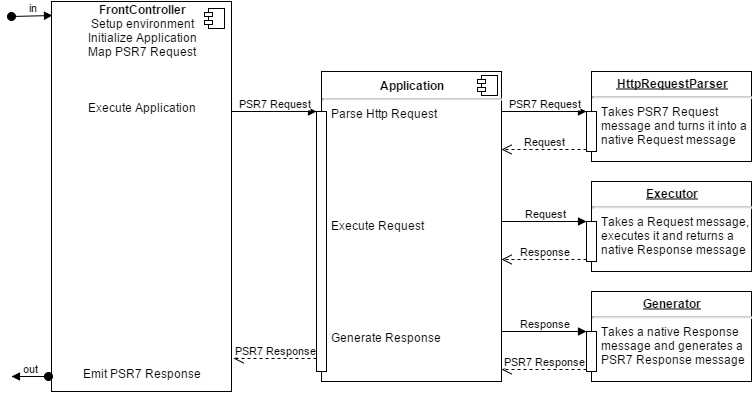 in
FrontController
Setup environment
Initialize Application
Map PSR7 Request
Execute Application
PSR7 Request
Application
Parse Http Request
PSR7 Request
Request
HttpRequestParser
Takes PSR7 Request
message and turns it into a
native Request message
Execute Request
Request
Response
Executor
Takes a Request message,
executes it and returns a
native Response message
Generate Response
Response
PSR7 Response
Generator
Takes a native Response
message and generates a
PSR7 Response message
PSR7 Response
Emit PSR7 Response
out